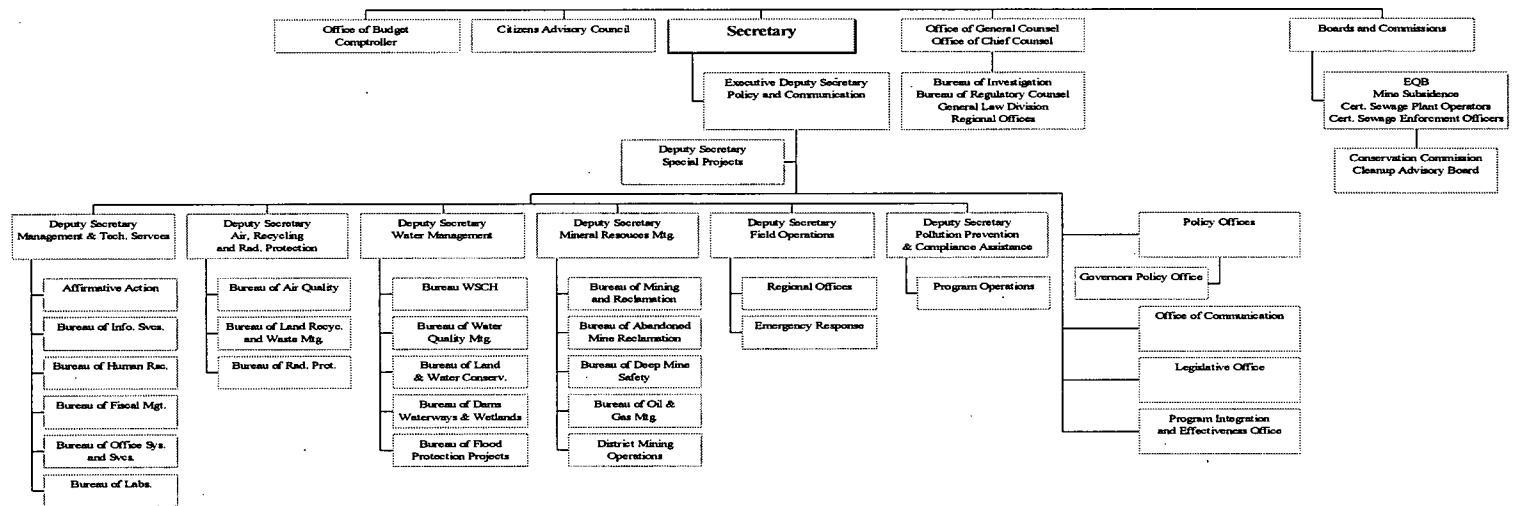 Office of Budget
Comptroller
Citizens Advisory Council
Secretary
Office of General Counsel
Office of Chief Counsel
Boards and Commissions
Executive Deputy Secretary
Policy and Communication
Bureau of Investigation
Bureau of Regulatory Counsel
General Law Division
Regional Offices
EQB
Mine Subsidence
Cert. Sewage Plant Operators
Cert. Sewage Enforcement Officers
Deputy Secretary
Special Projects
Conservation Commission
Cleanup Advisory Board
Deputy Secretary
Management & Tech. Servces
Affirmative Action
Bureau of Info. Svcs.
Bureau of Human Rsc.
Bureau of Fiscal Mgt.
Bureau of Office Sys.
and Svcs.
Bureau of Labs.
Deputy Secretary
Air, Recycling
and Rad. Protection
Bureau of Air Quality
Bureau of Land Recyc.
and Waste Mtg.
Bureau of Rad. Prot.
Deputy Secretary
Water Management
Bureau WSCH
Bureau of Water
Quality Mtg.
Bureau of Land
& Water Conserv.
Bureau of Dams
Waterways & Wetlands
Bureau of Flood
Protection Projects
Deputy Secretary
Mineral Resouces Mtg.
Bureau of Mining
and Reclamation
Bureau of Abandoned
Mine Reclamation
Bureau of Deep Mine
Safety
Bureau of Oil &
Gas Mtg.
District Mining
Operations
Deputy Secretary
Field Operations
Regional Offices
Emergency Response
Deputy Secretary
Pollution Prevention
& Compliance Assistance
Program Operations
Policy Offices
Governors Policy Office
Office of Communication
Legislative Office
Program Integration
and Effectiveness Office